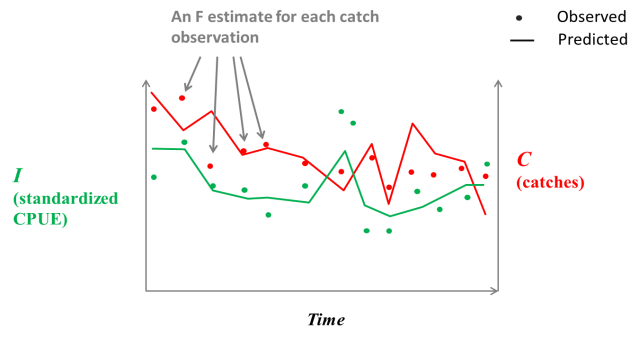 An F estimate for each catch
observation
Observed
Predicted
I
(standardized
CPUE)
C
(catches)
Time